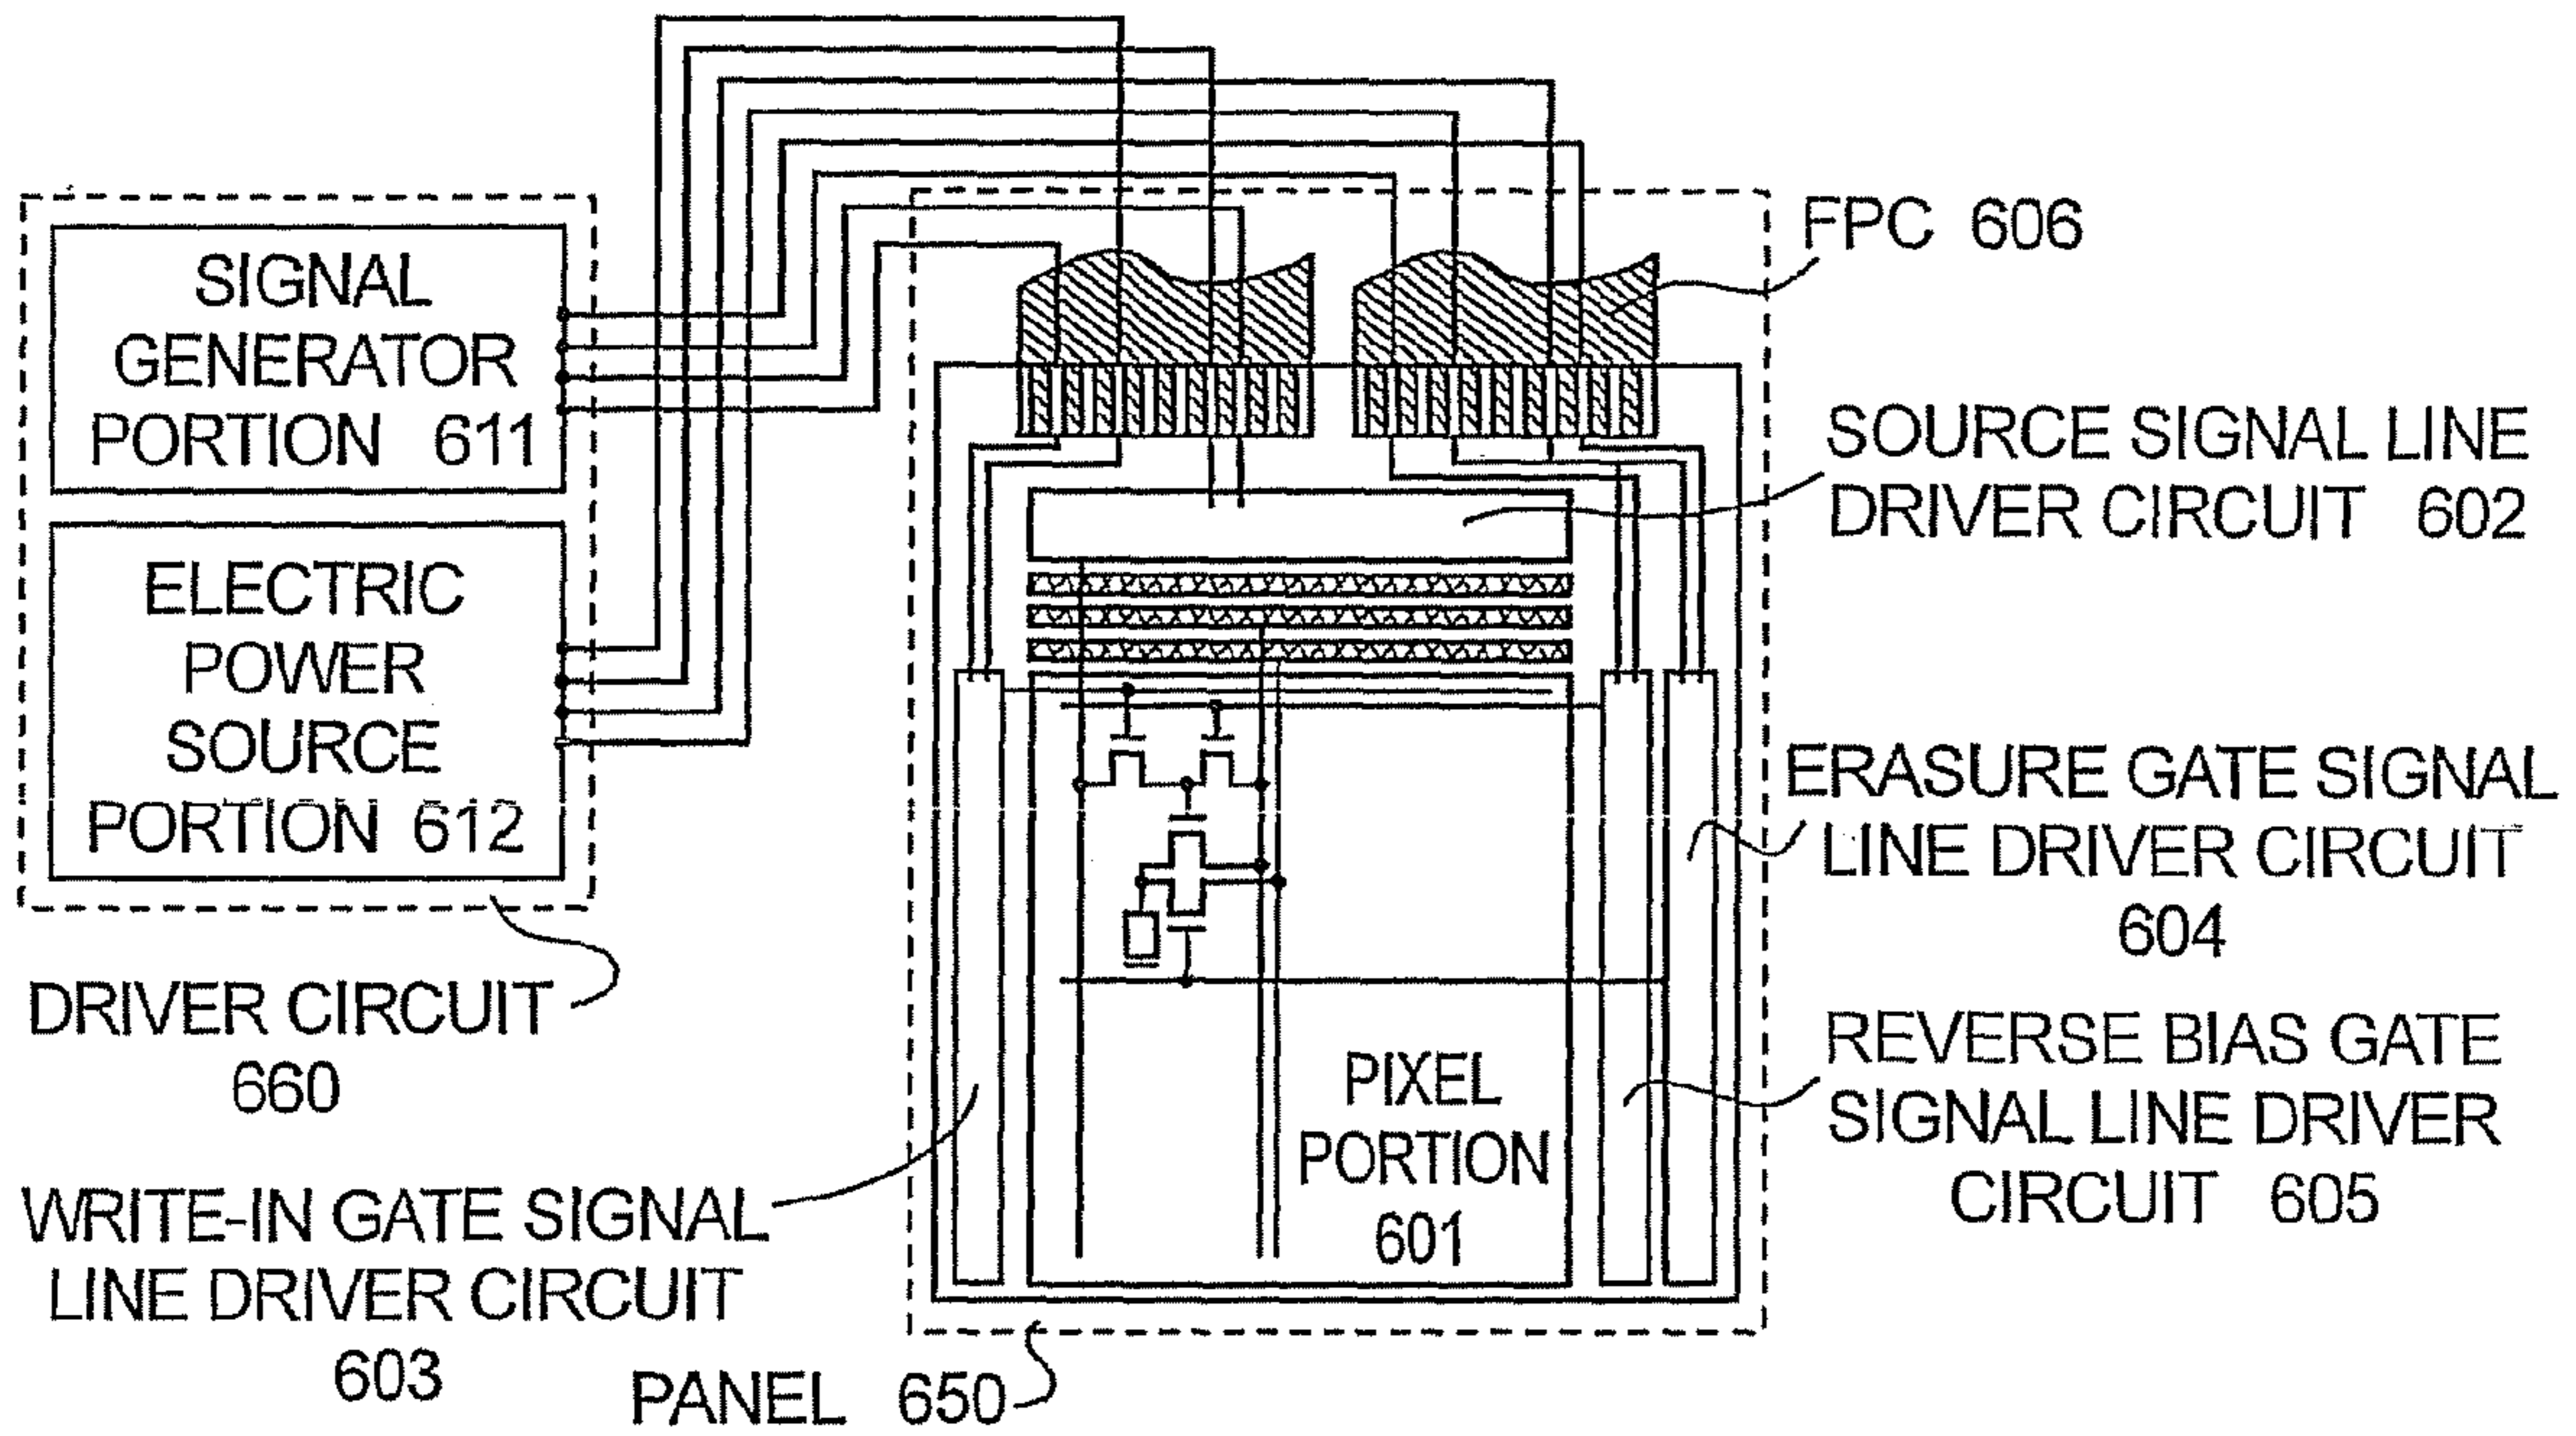 SIGNAL
GENERATOR
PORTION 611
ELECTRIC
POWER
SOURCE
PORTION 612
DRIVER CIRCUIT
660
WRITE-IN GATE SIGNAL
LINE DRIVER CIRCUIT
603
PANEL 650
FPC 606
SOURCE SIGNAL LINE
DRIVER CIRCUIT 602
ERASURE GATE SIGNAL
LINE DRIVER CIRCUIT
604
REVERSE BIAS GATE
SIGNAL LINE DRIVER
CIRCUIT 605
PIXEL
PORTION
601